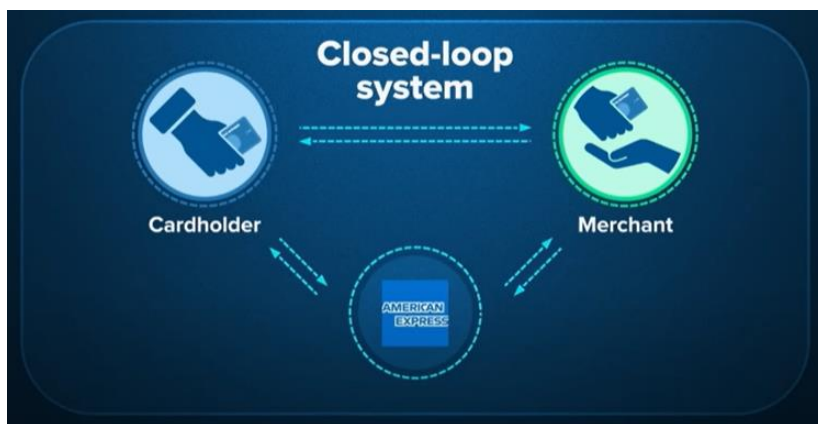 Closed-loop
system
Cardholder
Merchant
AMERICAN
EXPRESS